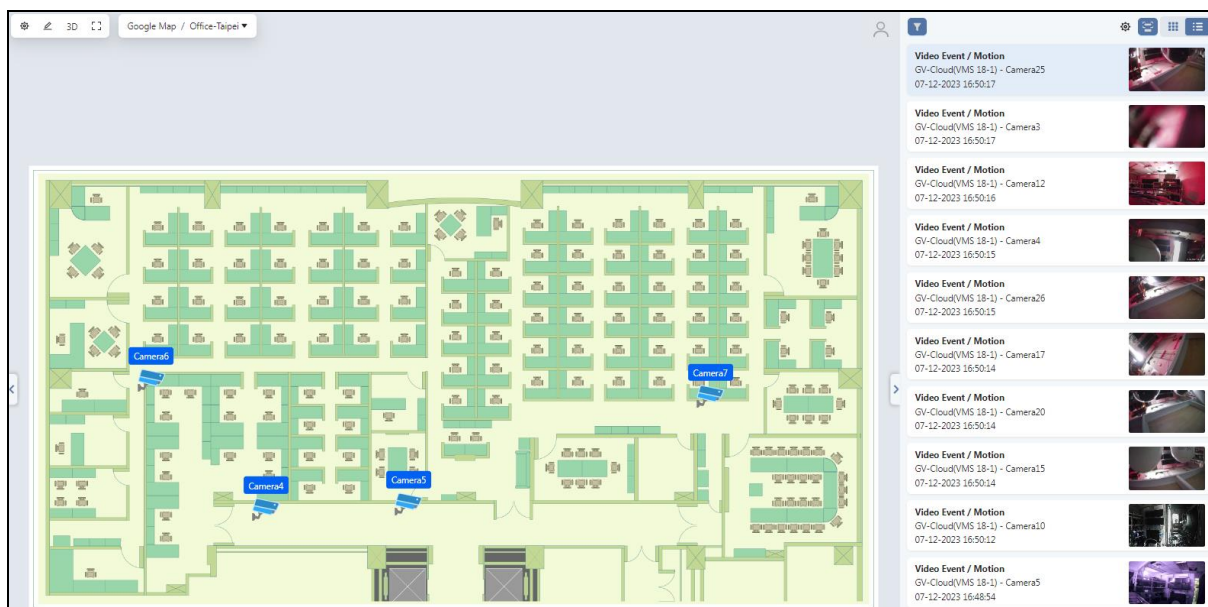 3D
Google Map / Office-Taipei ▼
Camera6
Camera7
Camera4
Camera5
Video Event / Motion
GV-Cloud(VMS 18-1) - Camera25
07-12-2023 16:50:17
Video Event / Motion
GV-Cloud(VMS 18-1) - Camera3
07-12-2023 16:50:17
Video Event / Motion
GV-Cloud(VMS 18-1) - Camera12
07-12-2023 16:50:16
Video Event / Motion
GV-Cloud(VMS 18-1) - Camera4
07-12-2023 16:50:15
Video Event / Motion
GV-Cloud(VMS 18-1) - Camera26
07-12-2023 16:50:15
Video Event / Motion
GV-Cloud(VMS 18-1) - Camera17
07-12-2023 16:50:14
Video Event / Motion
GV-Cloud(VMS 18-1) - Camera20
07-12-2023 16:50:14
Video Event / Motion
GV-Cloud(VMS 18-1) - Camera15
07-12-2023 16:50:14
Video Event / Motion
GV-Cloud(VMS 18-1) - Camera10
07-12-2023 16:50:12
Video Event / Motion
GV-Cloud(VMS 18-1) - Camera5
07-12-2023 16:48:54